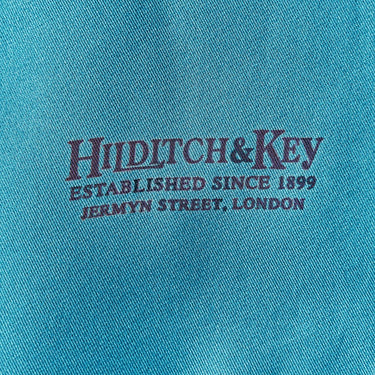 HILDITCH & KEY
ESTABLISHED SINCE 1899
JERMYN STREET, LONDON